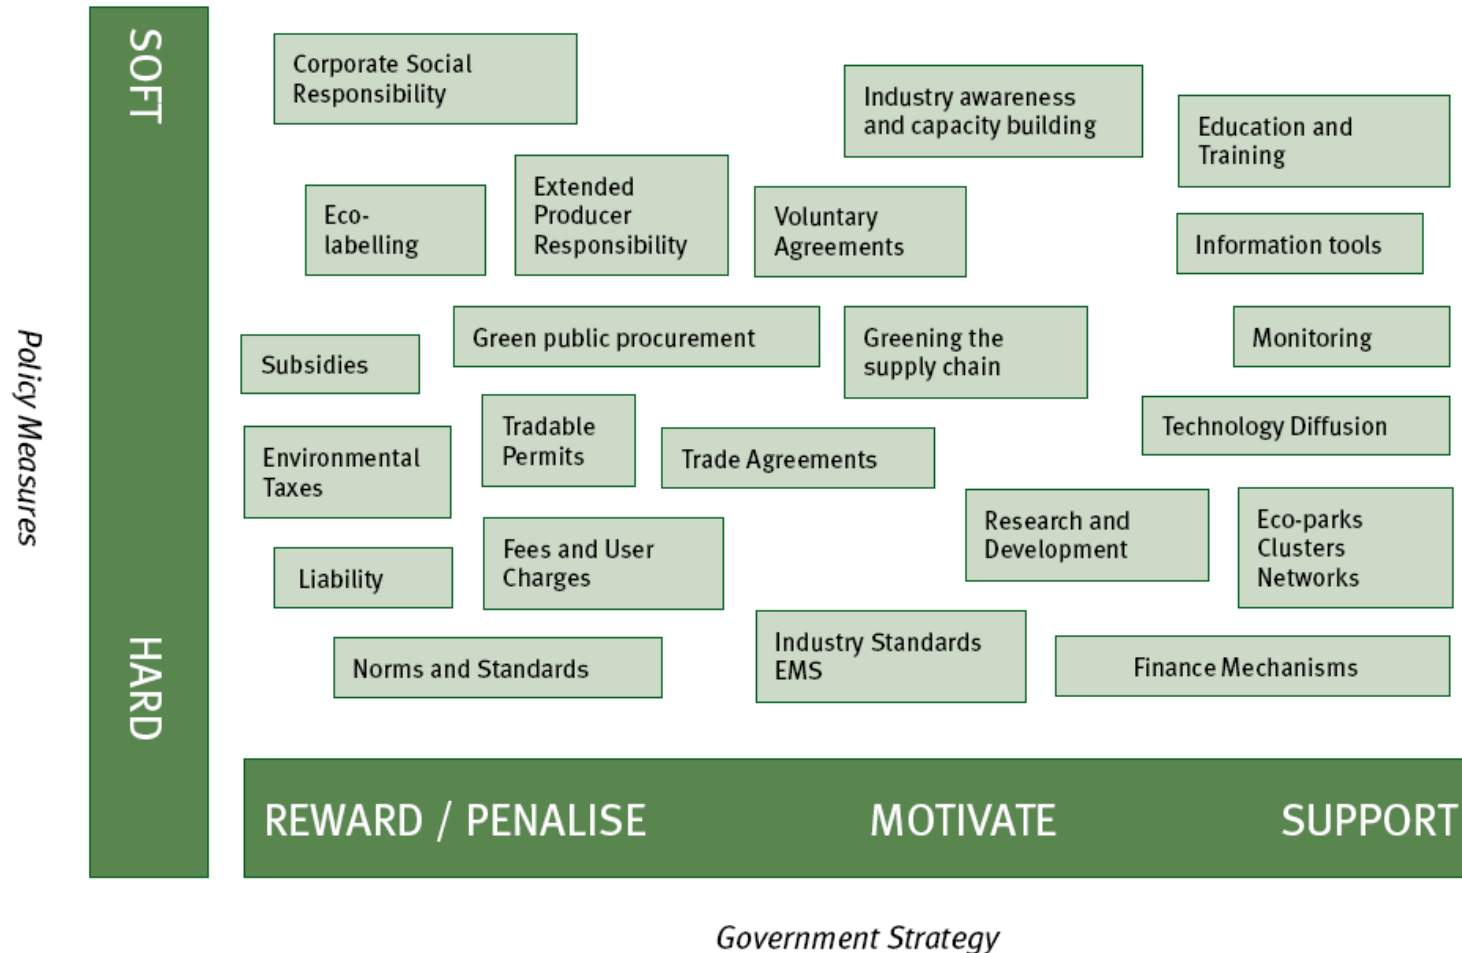 SOFT
Corporate Social
Responsibility
Industry awareness
and capacity building
Education and
Training
Extended
Producer
Responsibility
Eco-
labelling
Voluntary
Agreements
Information tools
Policy Measures
Green public procurement
Greening the
supply chain
Monitoring
Subsidies
Tradable
Permits
Technology Diffusion
Environmental
Taxes
Trade Agreements
Research and
Development
Eco-parks
Clusters
Networks
Fees and User
Charges
Liability
HARD
Norms and Standards
Industry Standards
EMS
Finance Mechanisms
REWARD / PENALISE
MOTIVATE
SUPPORT
Government Strategy